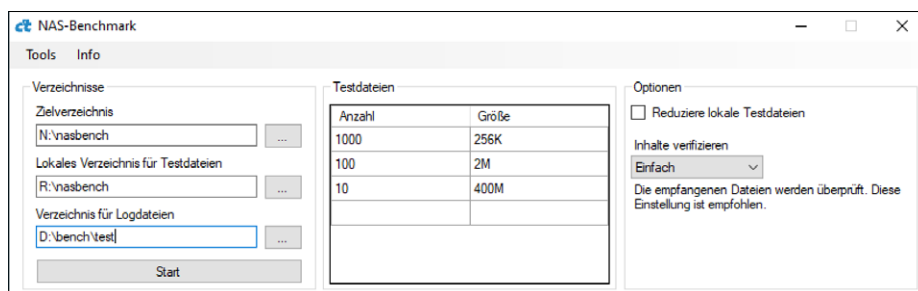 c't NAS-Benchmark
Tools Info
Verzeichnisse
Zielverzeichnis
N:\nasbench
...
Lokales Verzeichnis für Testdateien
R:\nasbench
...
Verzeichnis für Logdateien
D:\bench\test
...
Start
Testdateien
Anzahl Größe
1000 256K
100 2M
10 400M
Optionen
Reduziere lokale Testdateien
Inhalte verifizieren
Einfach
Die empfangenen Dateien werden überprüft. Diese
Einstellung ist empfohlen.